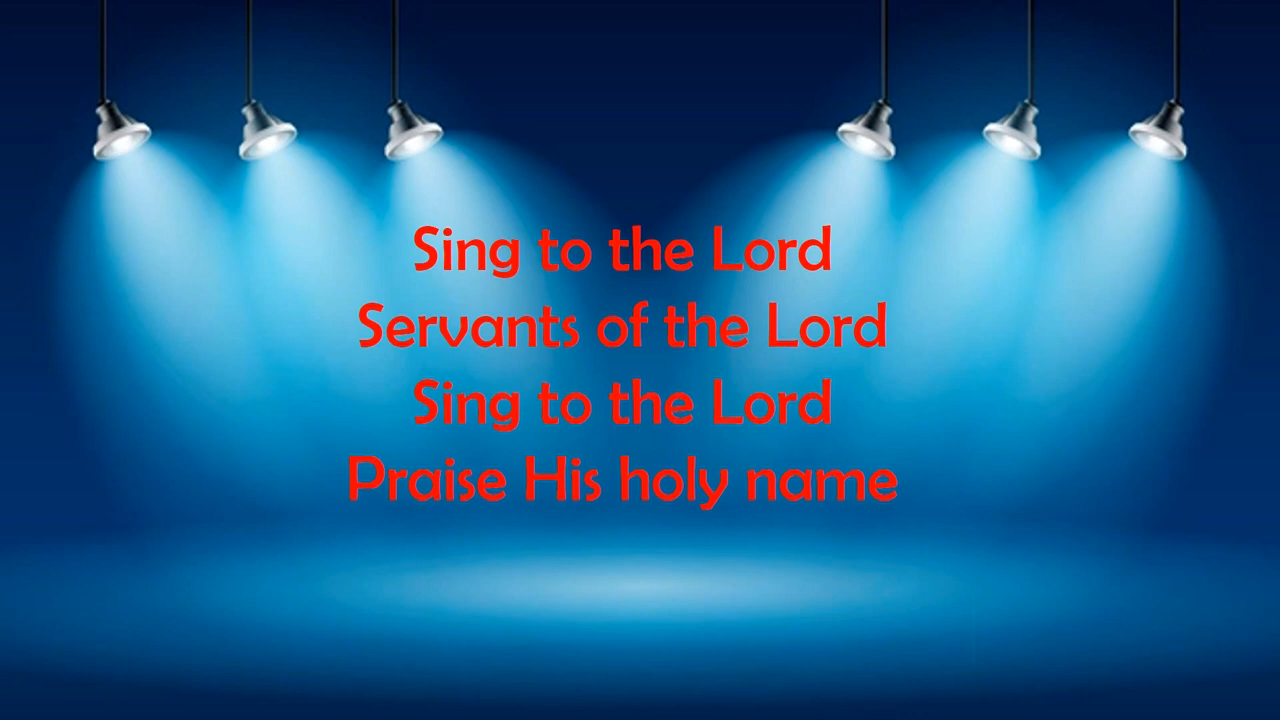 Sing to the Lord
Servants of the Lord
Sing to the Lord
Praise His holy name